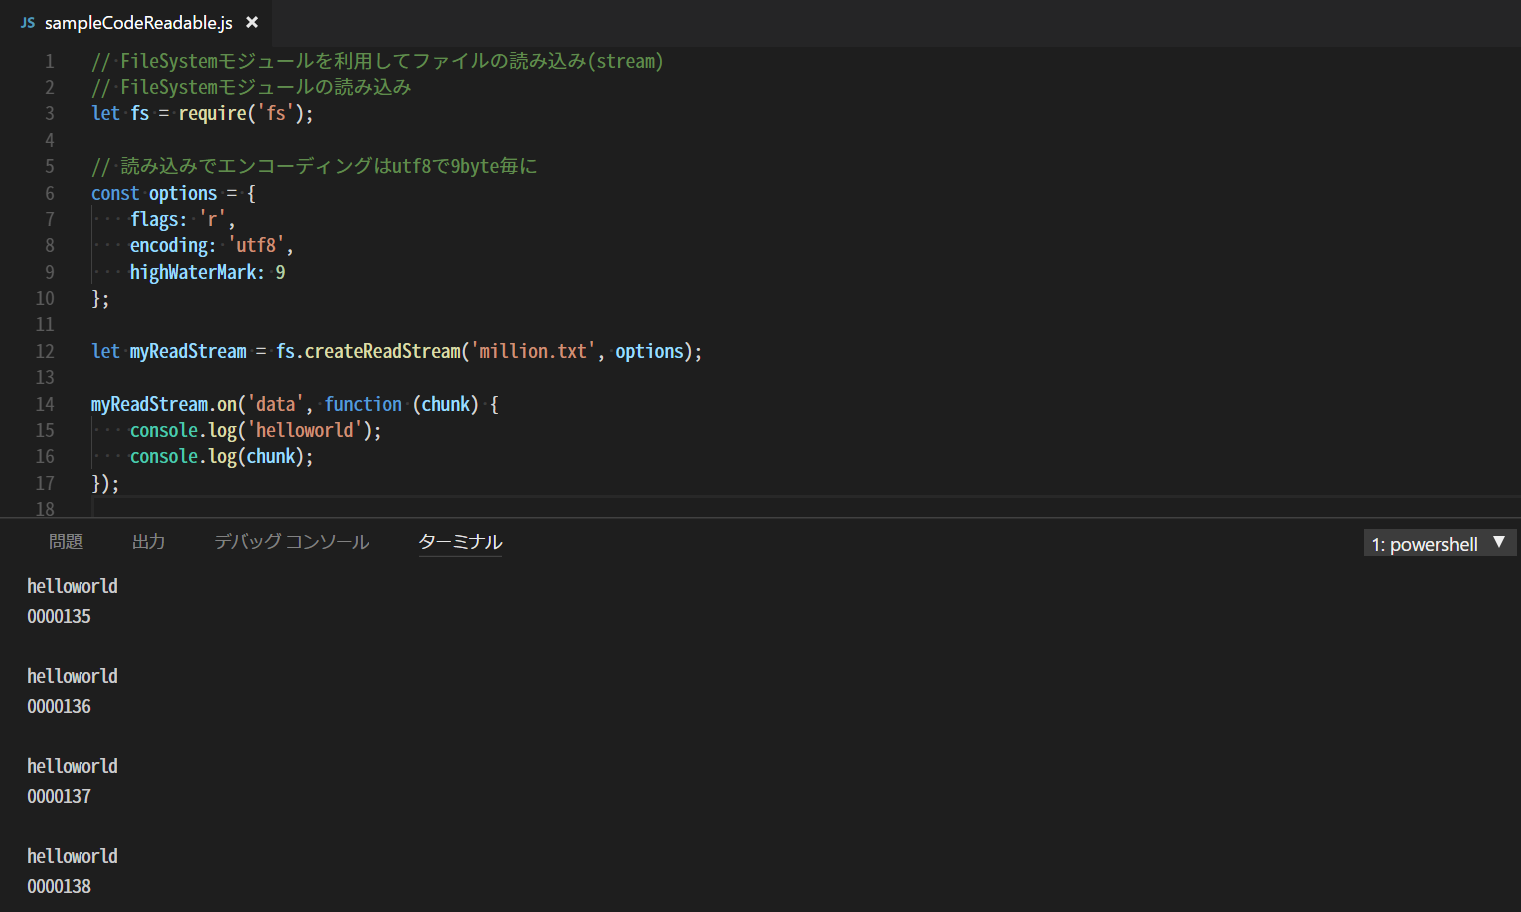 JS sampleCodeReadable.js ×
1 // FileSystemモジュールを利用してファイルの読み込み(stream)
2 // FileSystemモジュールの読み込み
3 let fs = require('fs');
4
5 // 読み込みでエンコーディングはutf8で9byte毎に
6 const options = {
7     flags: 'r',
8     encoding: 'utf8',
9     highWaterMark: 9
10 };
11
12 let myReadStream = fs.createReadStream('million.txt', options);
13
14 myReadStream.on('data', function (chunk) {
15     console.log('helloworld');
16     console.log(chunk);
17 });
18
問題 出力 デバッグ コンソール ターミナル 1: powershell ▼
helloworld
0000135
helloworld
0000136
helloworld
0000137
helloworld
0000138